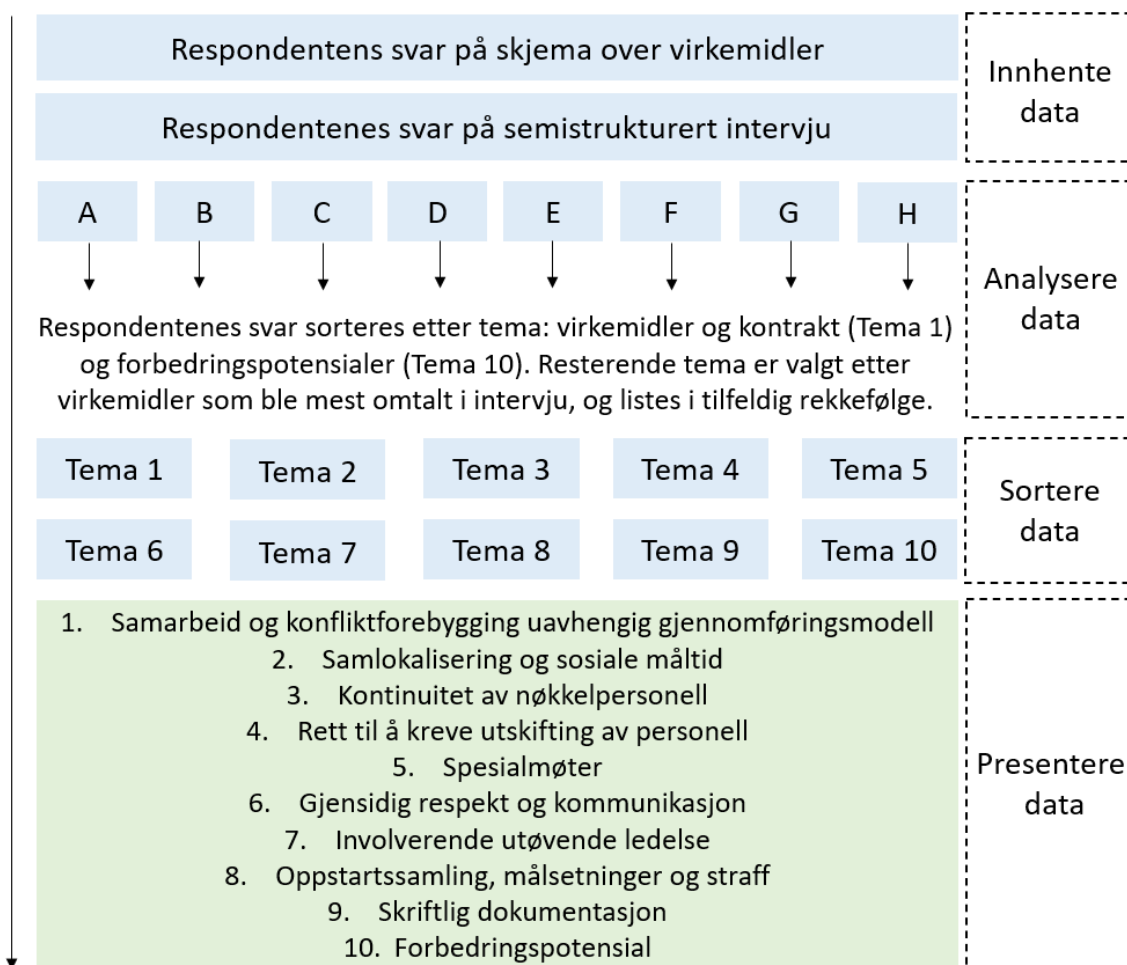 Respondentens svar på skjema over virkemidler
Respondentenes svar på semistrukturert intervju
Innhente
data
A B C D E F G H
Respondentenes svar sorteres etter tema: virkemidler og kontrakt (Tema 1)
og forbedringspotensialer (Tema 10). Resterende tema er valgt etter
virkemidler som ble mest omtalt i intervju, og listes i tilfeldig rekkefølge.
Analysere
data
Tema 1 Tema 2 Tema 3 Tema 4 Tema 5
Tema 6 Tema 7 Tema 8 Tema 9 Tema 10
Sortere
data
1. Samarbeid og konfliktforebygging uavhengig gjennomføringsmodell
2. Samlokalisering og sosiale måltid
3. Kontinuitet av nøkkelpersonell
4. Rett til å kreve utskifting av personell
5. Spesialmøter
6. Gjensidig respekt og kommunikasjon
7. Involverende utøvende ledelse
8. Oppstartssamling, målsetninger og straff
9. Skriftlig dokumentasjon
10. Forbedringspotensial
Presentere
data